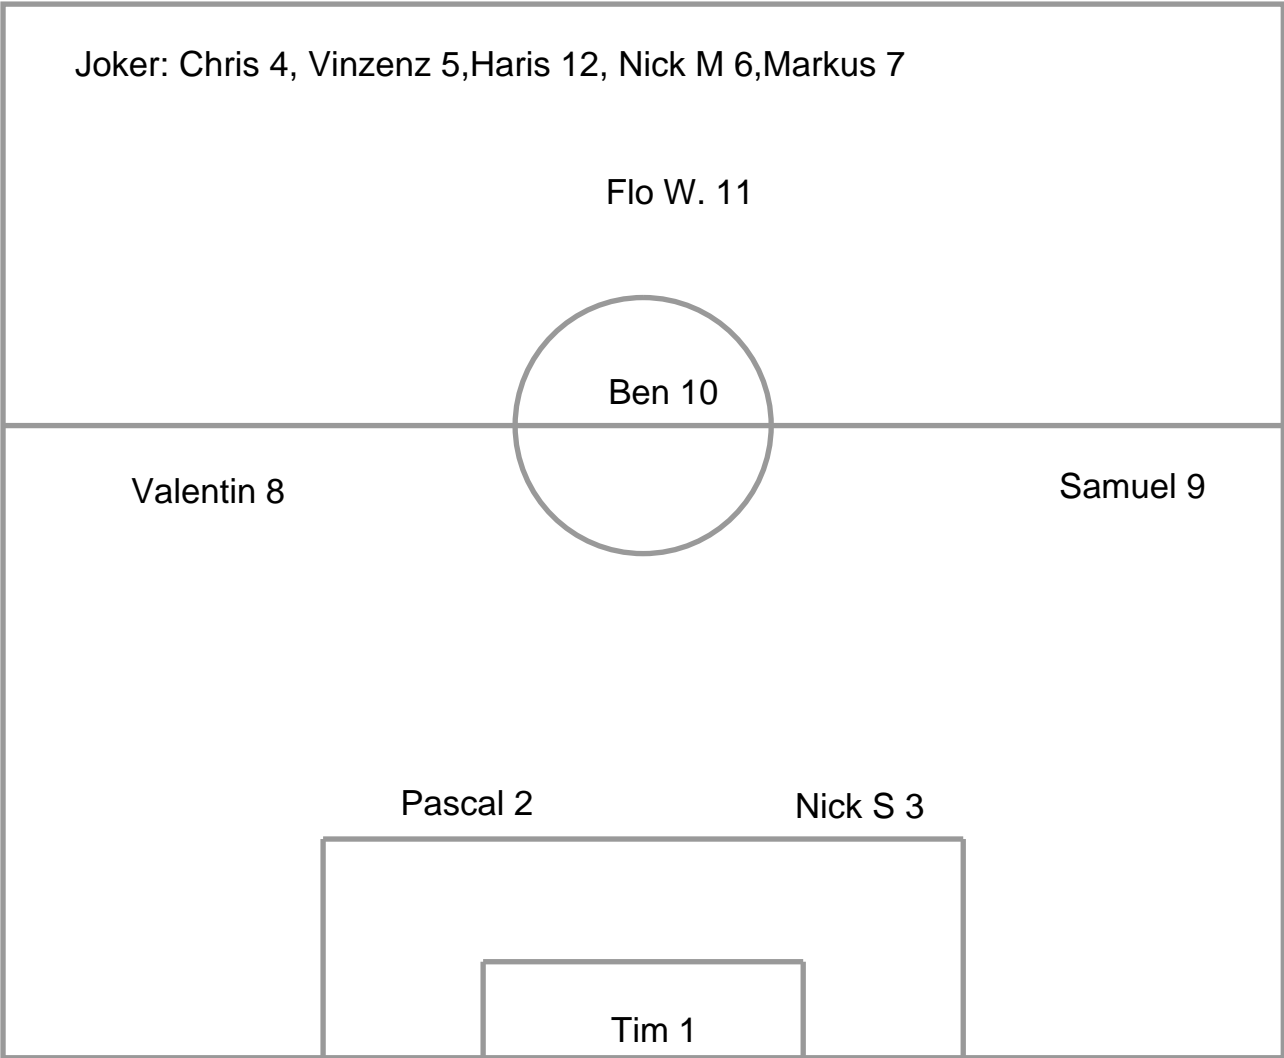 Joker: Chris 4, Vinzenz 5,Haris 12, Nick M 6,Markus 7
Flo W. 11
Ben 10
Valentin 8
Samuel 9
Pascal 2
Nick S 3
Tim 1